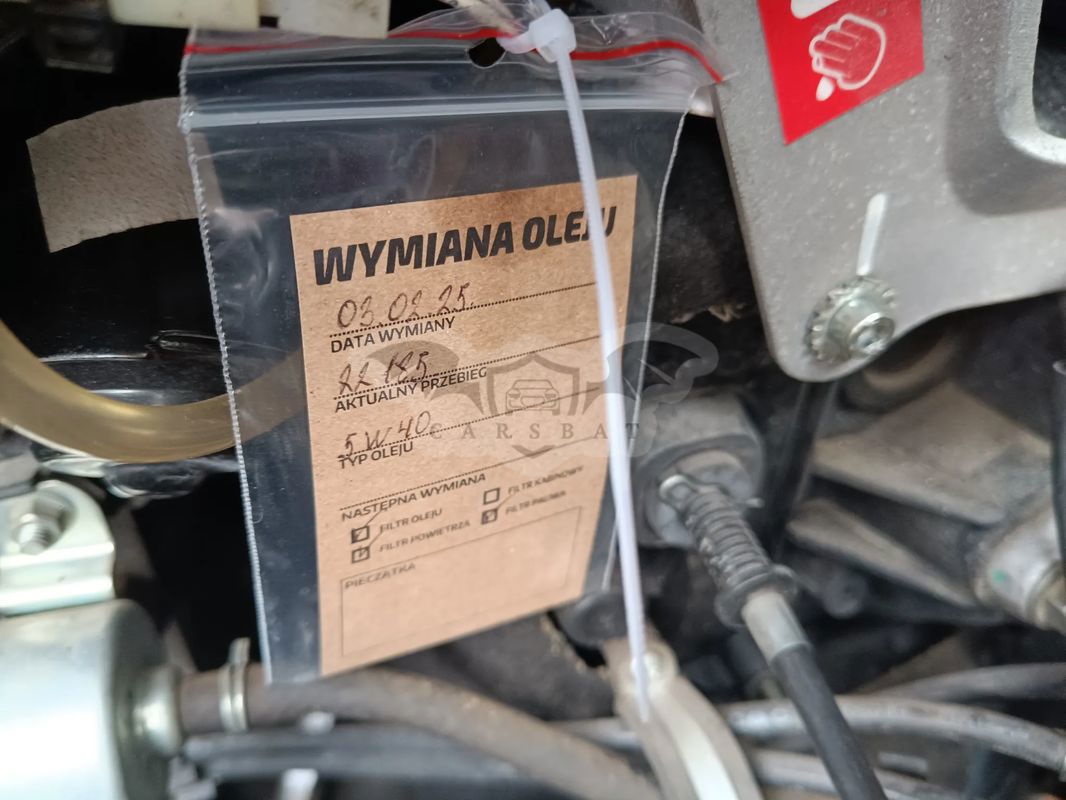 WYMIANA OLEJU
03.02.25.
DATA WYMIANY
22 185
AKTUALNY PRZEBIEG
CARSBAT
5W40
TYP OLEJU
NASTĘPNA WYMIANA
FILTR OLEJU
FILTR KABINOWY
FILTR POWIETRZA
FILTR PALIWA
PIECZĄTKA